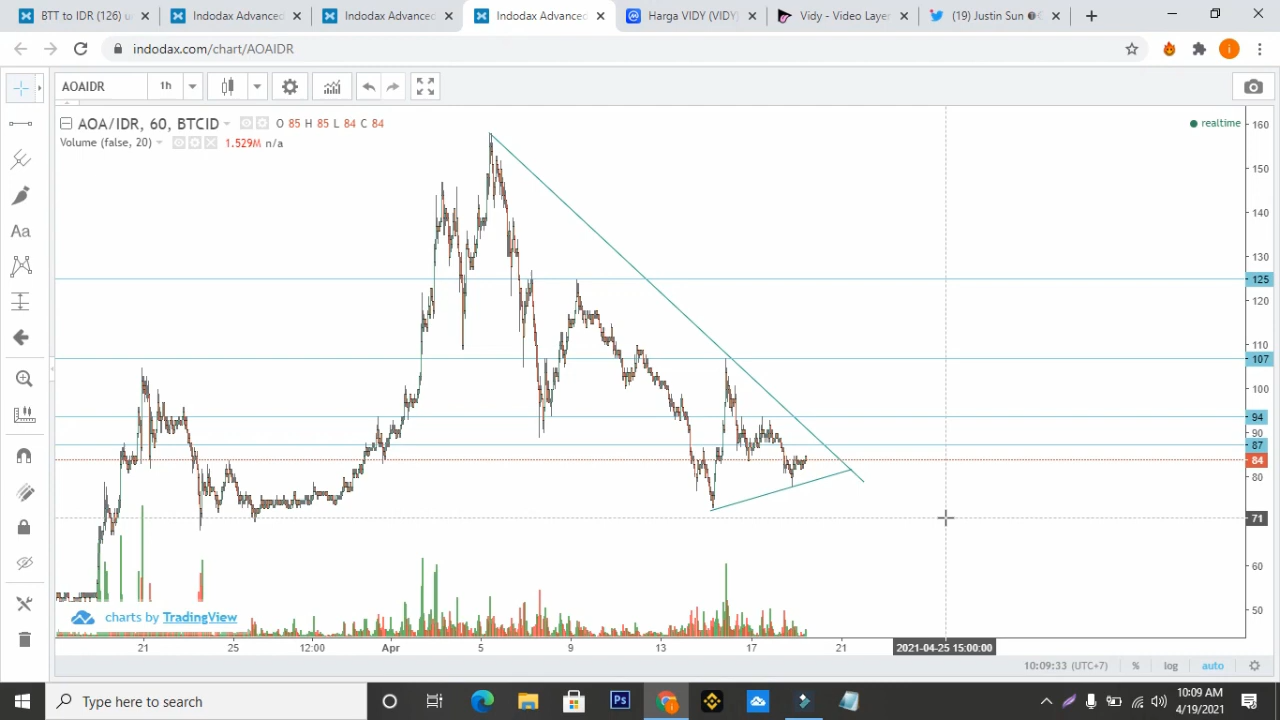 BTT to IDR (126) u
Indodax Advanced
Indodax Advanced
Indodax Advanced
Harga VIDY (VIDY)
Vidy - Video Layer
(19) Justin Sun
indodax.com/chart/AOAIDR
i
AOAIDR
1h
AOA/IDR, 60, BTCID
O 85 H 85 L 84 C 84
realtime
Volume (false, 20)
1.529M n/a
Aa
160
150
140
130
125
120
110
107
100
94
90
87
84
80
71
60
50
charts by TradingView
21
25
12:00
Apr
5
9
13
17
21
2021-04-25 15:00:00
10:09:33 (UTC+7)
%
log
auto
Type here to search
Ps
10:09 AM
4/19/2021